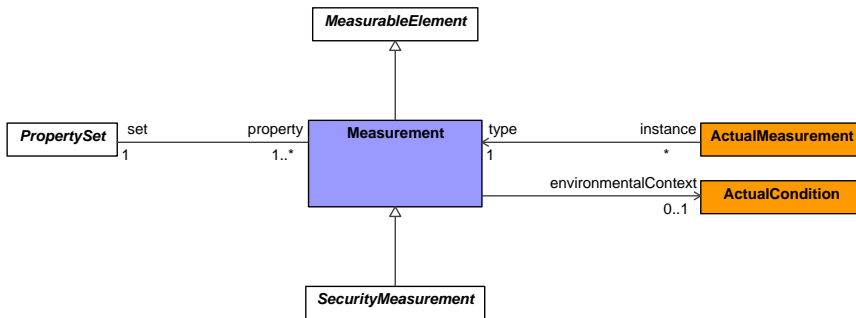 MeasurableElement
set
property
Measurement
type
instance
PropertySet
ActualMeasurement
1
1..*
1
*
environmentalContext
ActualCondition
0..1
SecurityMeasurement